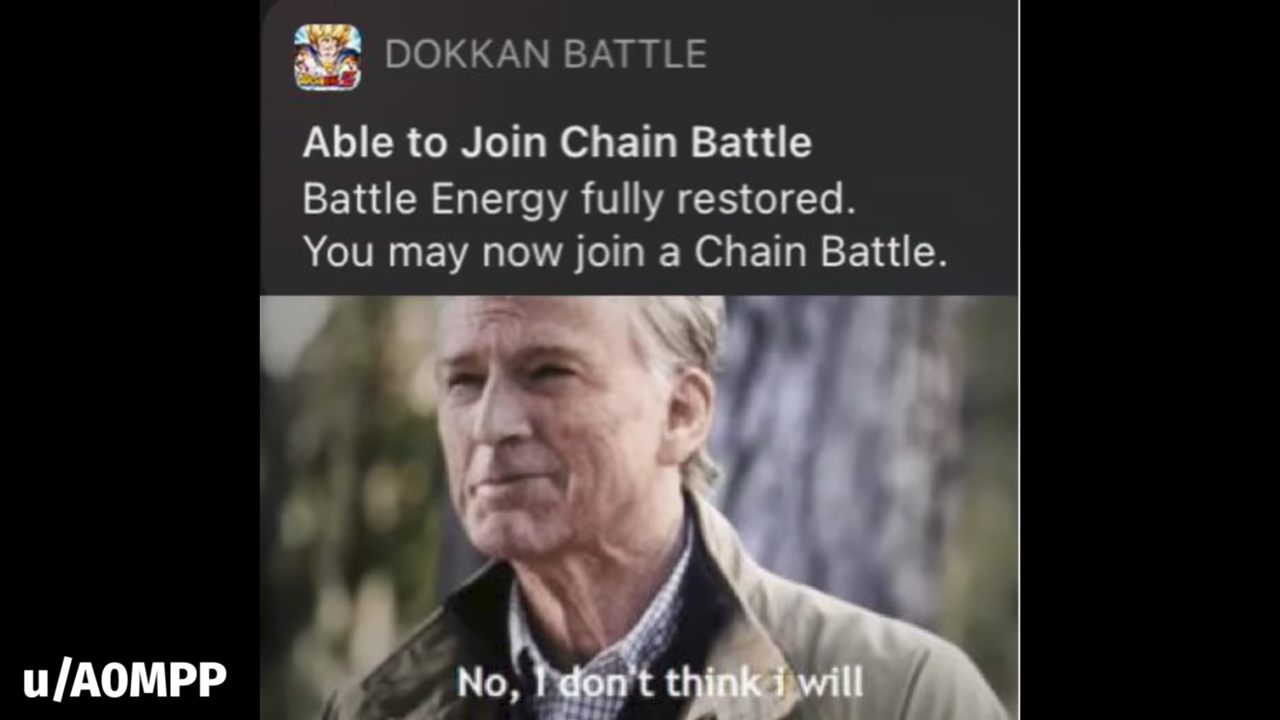 DOKKAN BATTLE
Able to Join Chain Battle
Battle Energy fully restored.
You may now join a Chain Battle.
No, I don't think i will
u/A0MPP